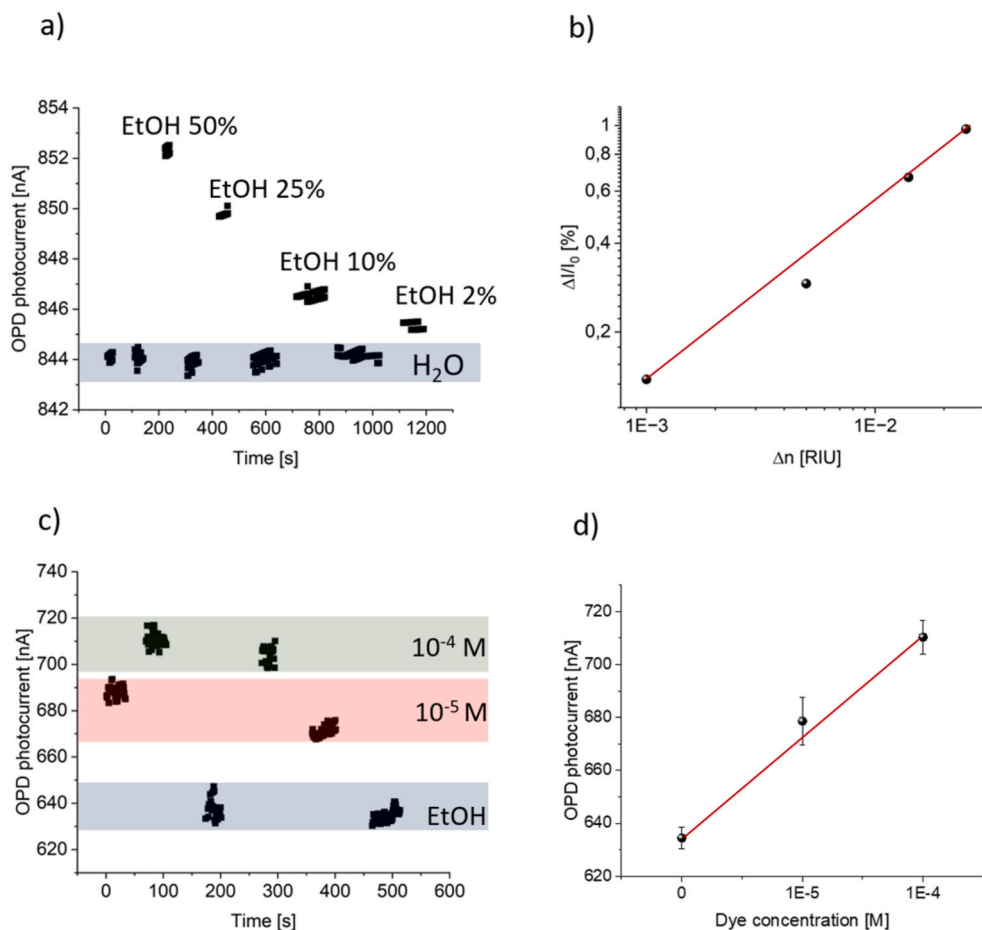 a)
854
852
850
848
846
844
842
OPD photocurrent [nA]
EtOH 50%
EtOH 25%
EtOH 10%
EtOH 2%
H₂O
0 200 400 600 800 1000 1200
Time [s]
b)
1
0,8
0,6
0,4
0,2
ΔI/I₀ [%]
1E−3 1E−2
Δn [RIU]
c)
740
720
700
680
660
640
620
OPD photocurrent [nA]
10⁻⁴ M
10⁻⁵ M
EtOH
0 100 200 300 400 500 600
Time [s]
d)
720
700
680
660
640
620
OPD photocurrent [nA]
0 1E-5 1E-4
Dye concentration [M]